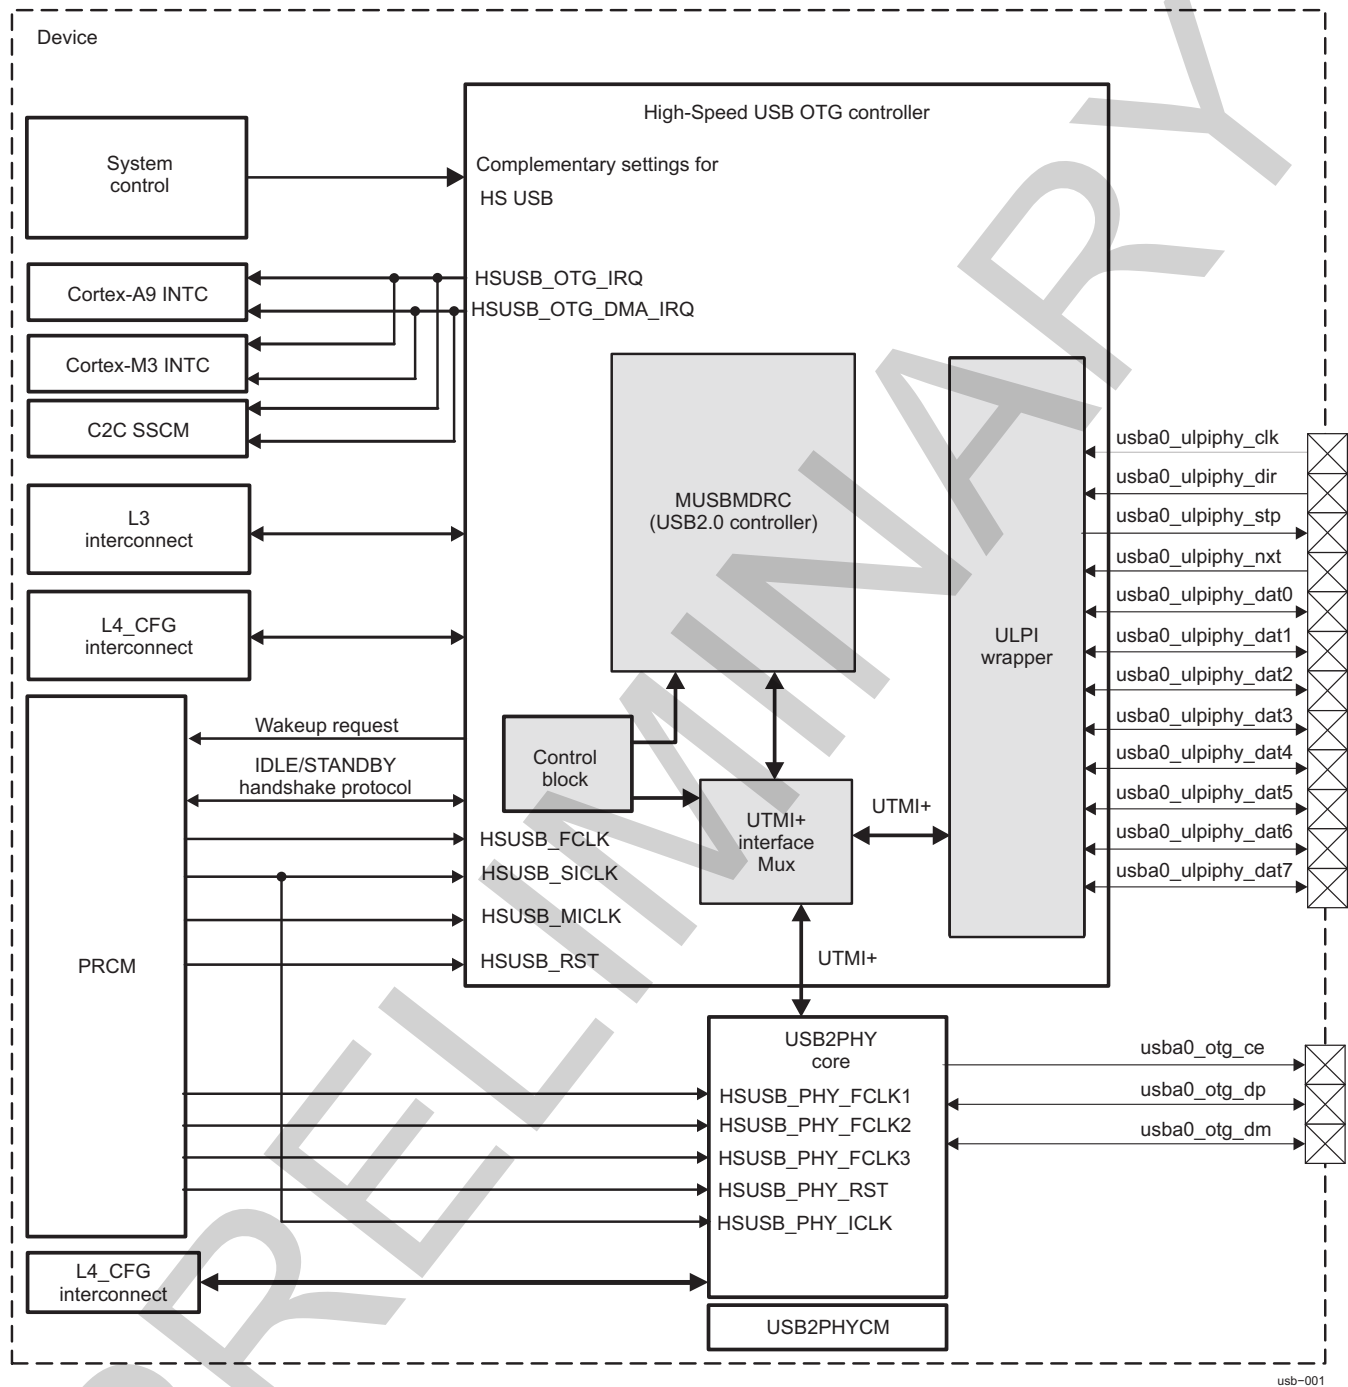 Device
High-Speed USB OTG controller
System
control
Complementary settings for
HS USB
Cortex-A9 INTC
HSUSB_OTG_IRQ
HSUSB_OTG_DMA_IRQ
Cortex-M3 INTC
C2C SSCM
L3
interconnect
L4_CFG
interconnect
MUSBMDRC
(USB2.0 controller)
ULPI
wrapper
usba0_ulpiphy_clk
usba0_ulpiphy_dir
usba0_ulpiphy_stp
usba0_ulpiphy_nxt
usba0_ulpiphy_dat0
usba0_ulpiphy_dat1
usba0_ulpiphy_dat2
usba0_ulpiphy_dat3
usba0_ulpiphy_dat4
usba0_ulpiphy_dat5
usba0_ulpiphy_dat6
usba0_ulpiphy_dat7
PRCM
Wakeup request
IDLE/STANDBY
handshake protocol
Control
block
UTMI+
interface
Mux
UTMI+
HSUSB_FCLK
HSUSB_SICLK
HSUSB_MICLK
HSUSB_RST
UTMI+
USB2PHY
core
HSUSB_PHY_FCLK1
HSUSB_PHY_FCLK2
HSUSB_PHY_FCLK3
HSUSB_PHY_RST
HSUSB_PHY_ICLK
usba0_otg_ce
usba0_otg_dp
usba0_otg_dm
L4_CFG
interconnect
USB2PHYCM
usb−001
PRELIMINARY